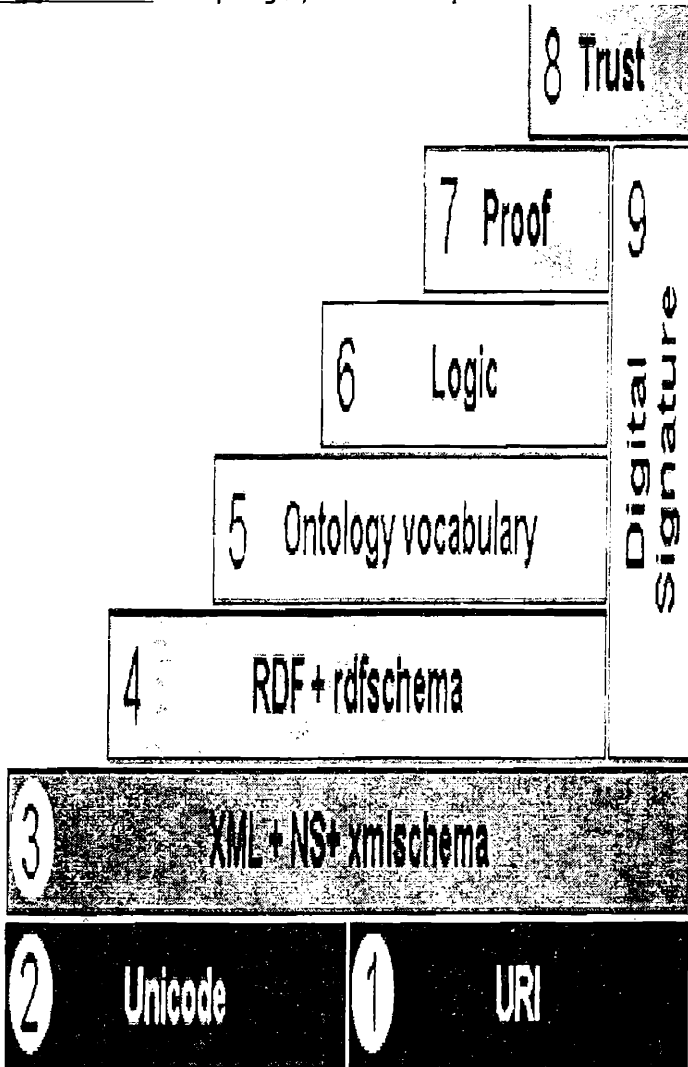 8 Trust
7 Proof
9 Digital Signature
6 Logic
5 Ontology vocabulary
4 RDF + rdfschema
3 XML + NS+ xmlschema
2 Unicode
1 URI